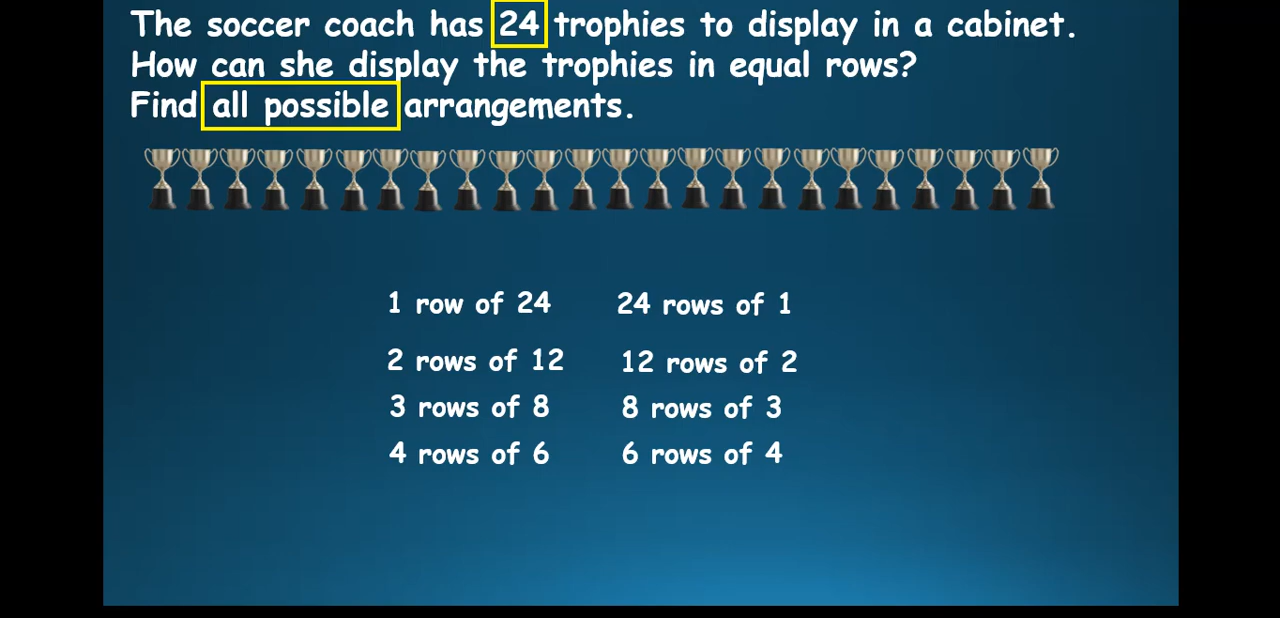 The soccer coach has 24 trophies to display in a cabinet.
How can she display the trophies in equal rows?
Find all possible arrangements.
1 row of 24
24 rows of 1
2 rows of 12
12 rows of 2
3 rows of 8
8 rows of 3
4 rows of 6
6 rows of 4